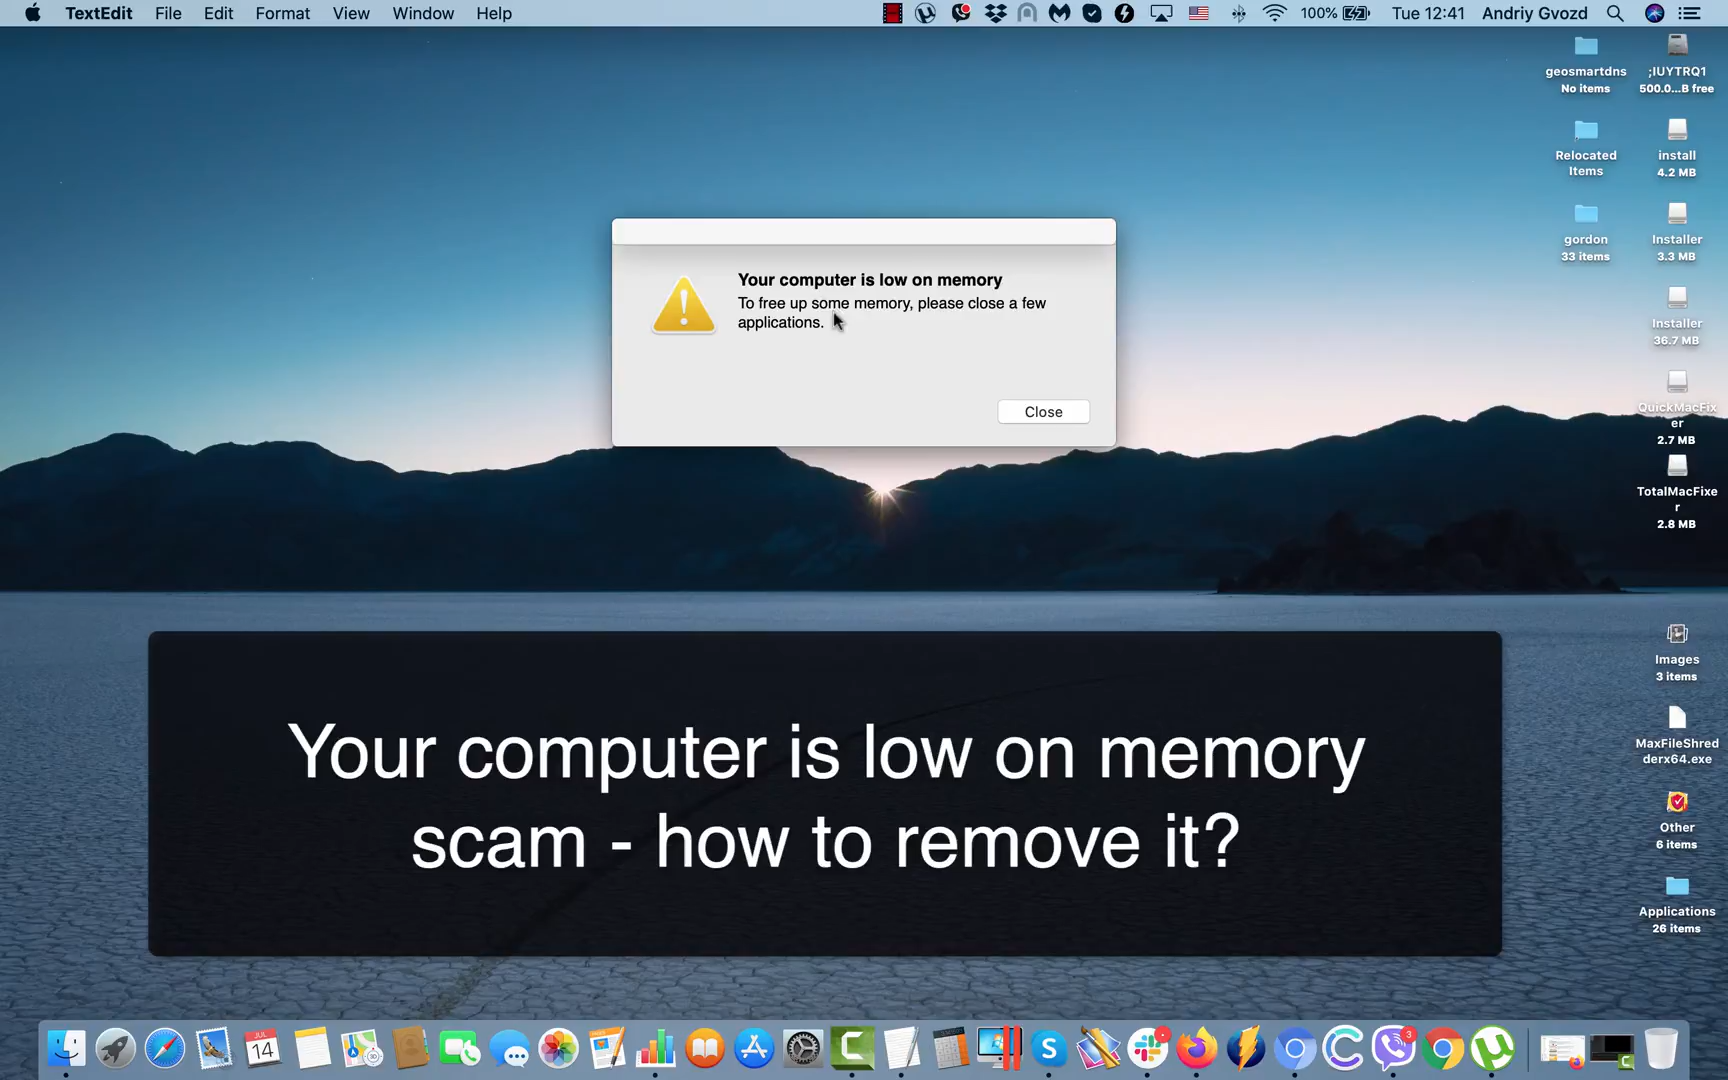 TextEdit File Edit Format View Window Help 100% Tue 12:41 Andriy Gvozd
geosmartdns
No items
;IUYTRQ1
500.0...B free
Relocated
Items
install
4.2 MB
gordon
33 items
Installer
3.3 MB
Installer
36.7 MB
QuickMacFix
er
2.7 MB
TotalMacFixe
r
2.8 MB
Your computer is low on memory
To free up some memory, please close a few
applications.
Close
Your computer is low on memory
scam - how to remove it?
Images
3 items
MaxFileShred
derx64.exe
Other
6 items
Applications
26 items
JUL
14
3